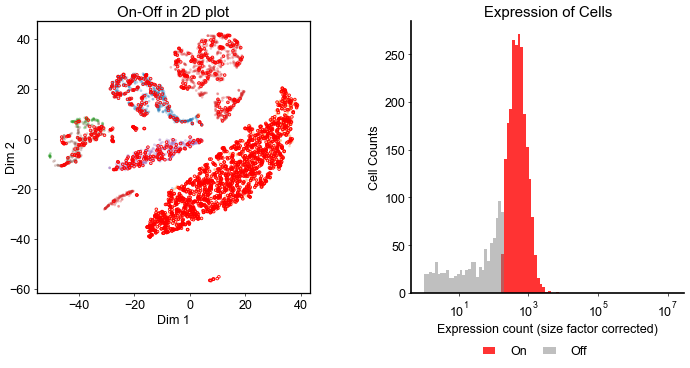 On-Off in 2D plot
Dim 2
40
20
0
−20
−40
−60
−40 −20 0 20 40
Dim 1
Expression of Cells
Cell Counts
250
200
150
100
50
0
10^1 10^3 10^5 10^7
Expression count (size factor corrected)
On Off